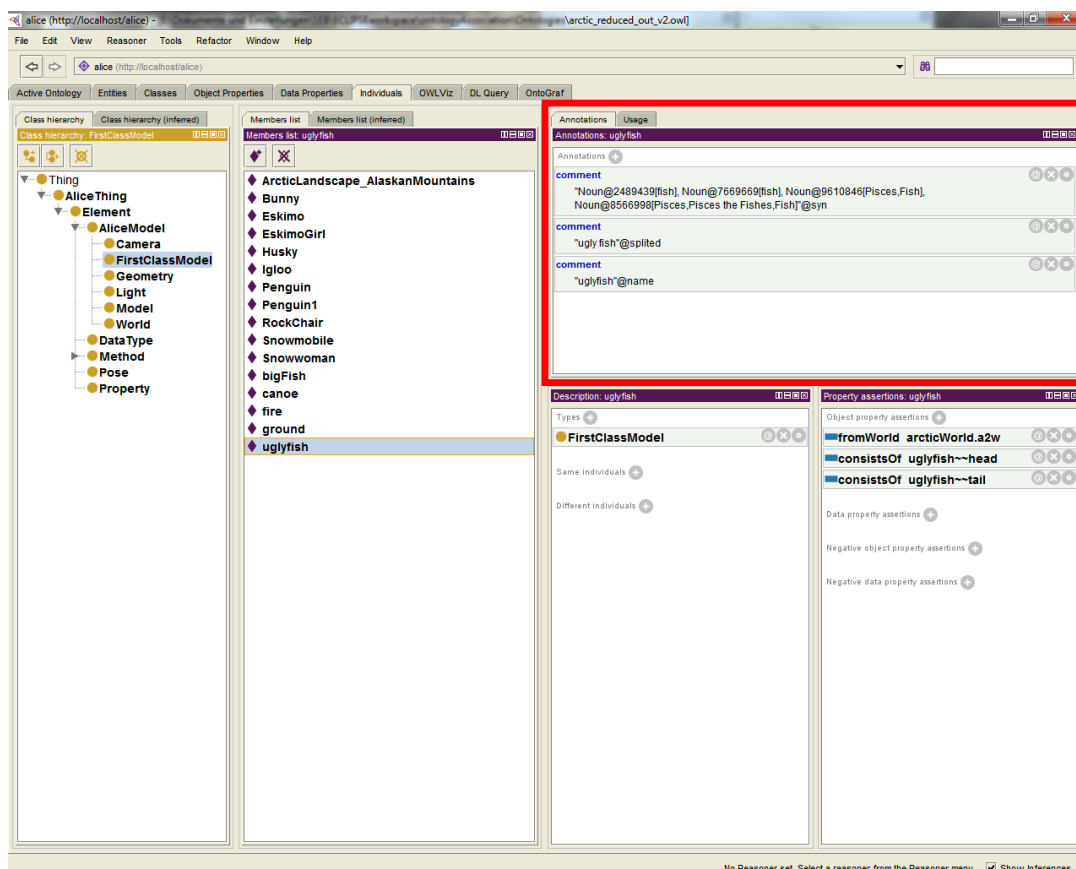 alice (http://localhost/alice) - \arctic_reduced_out_v2.owl]
File Edit View Reasoner Tools Refactor Window Help
alice (http://localhost/alice)
Active Ontology Entities Classes Object Properties Data Properties Individuals OWLViz DL Query OntoGraf
Class hierarchy Class hierarchy (inferred)
Class hierarchy: FirstClassModel
Thing
AliceThing
Element
AliceModel
Camera
FirstClassModel
Geometry
Light
Model
World
DataType
Method
Pose
Property
Members list Members list (inferred)
Members list: uglyfish
ArcticLandscape_AlaskanMountains
Bunny
Eskimo
EskimoGirl
Husky
Igloo
Penguin
Penguin1
RockChair
Snowmobile
Snowwoman
bigFish
canoe
fire
ground
uglyfish
Annotations Usage
Annotations: uglyfish
Annotations
comment
"Noun@2489439[fish], Noun@7669669[fish], Noun@9610846[Pisces,Fish],
Noun@8566998[Pisces,Pisces the Fishes,Fish]"@syn
comment
"ugly fish"@splited
comment
"uglyfish"@name
Description: uglyfish
Types
FirstClassModel
Same individuals
Different individuals
Property assertions: uglyfish
Object property assertions
fromWorld arcticWorld.a2w
consistsOf uglyfish~~head
consistsOf uglyfish~~tail
Data property assertions
Negative object property assertions
Negative data property assertions
No Reasoner set. Select a reasoner from the Reasoner menu Show Inferences